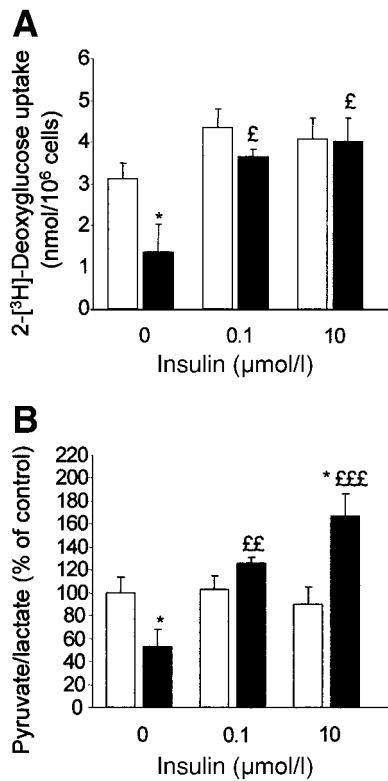 A
2-[³H]-Deoxyglucose uptake
(nmol/10⁶ cells)
6
5
4
3
2
1
0
*
£
£
0 0.1 10
Insulin (µmol/l)
B
Pyruvate/lactate (% of control)
220
200
180
160
140
120
100
80
60
40
20
0
*
££
* £££
0 0.1 10
Insulin (µmol/l)